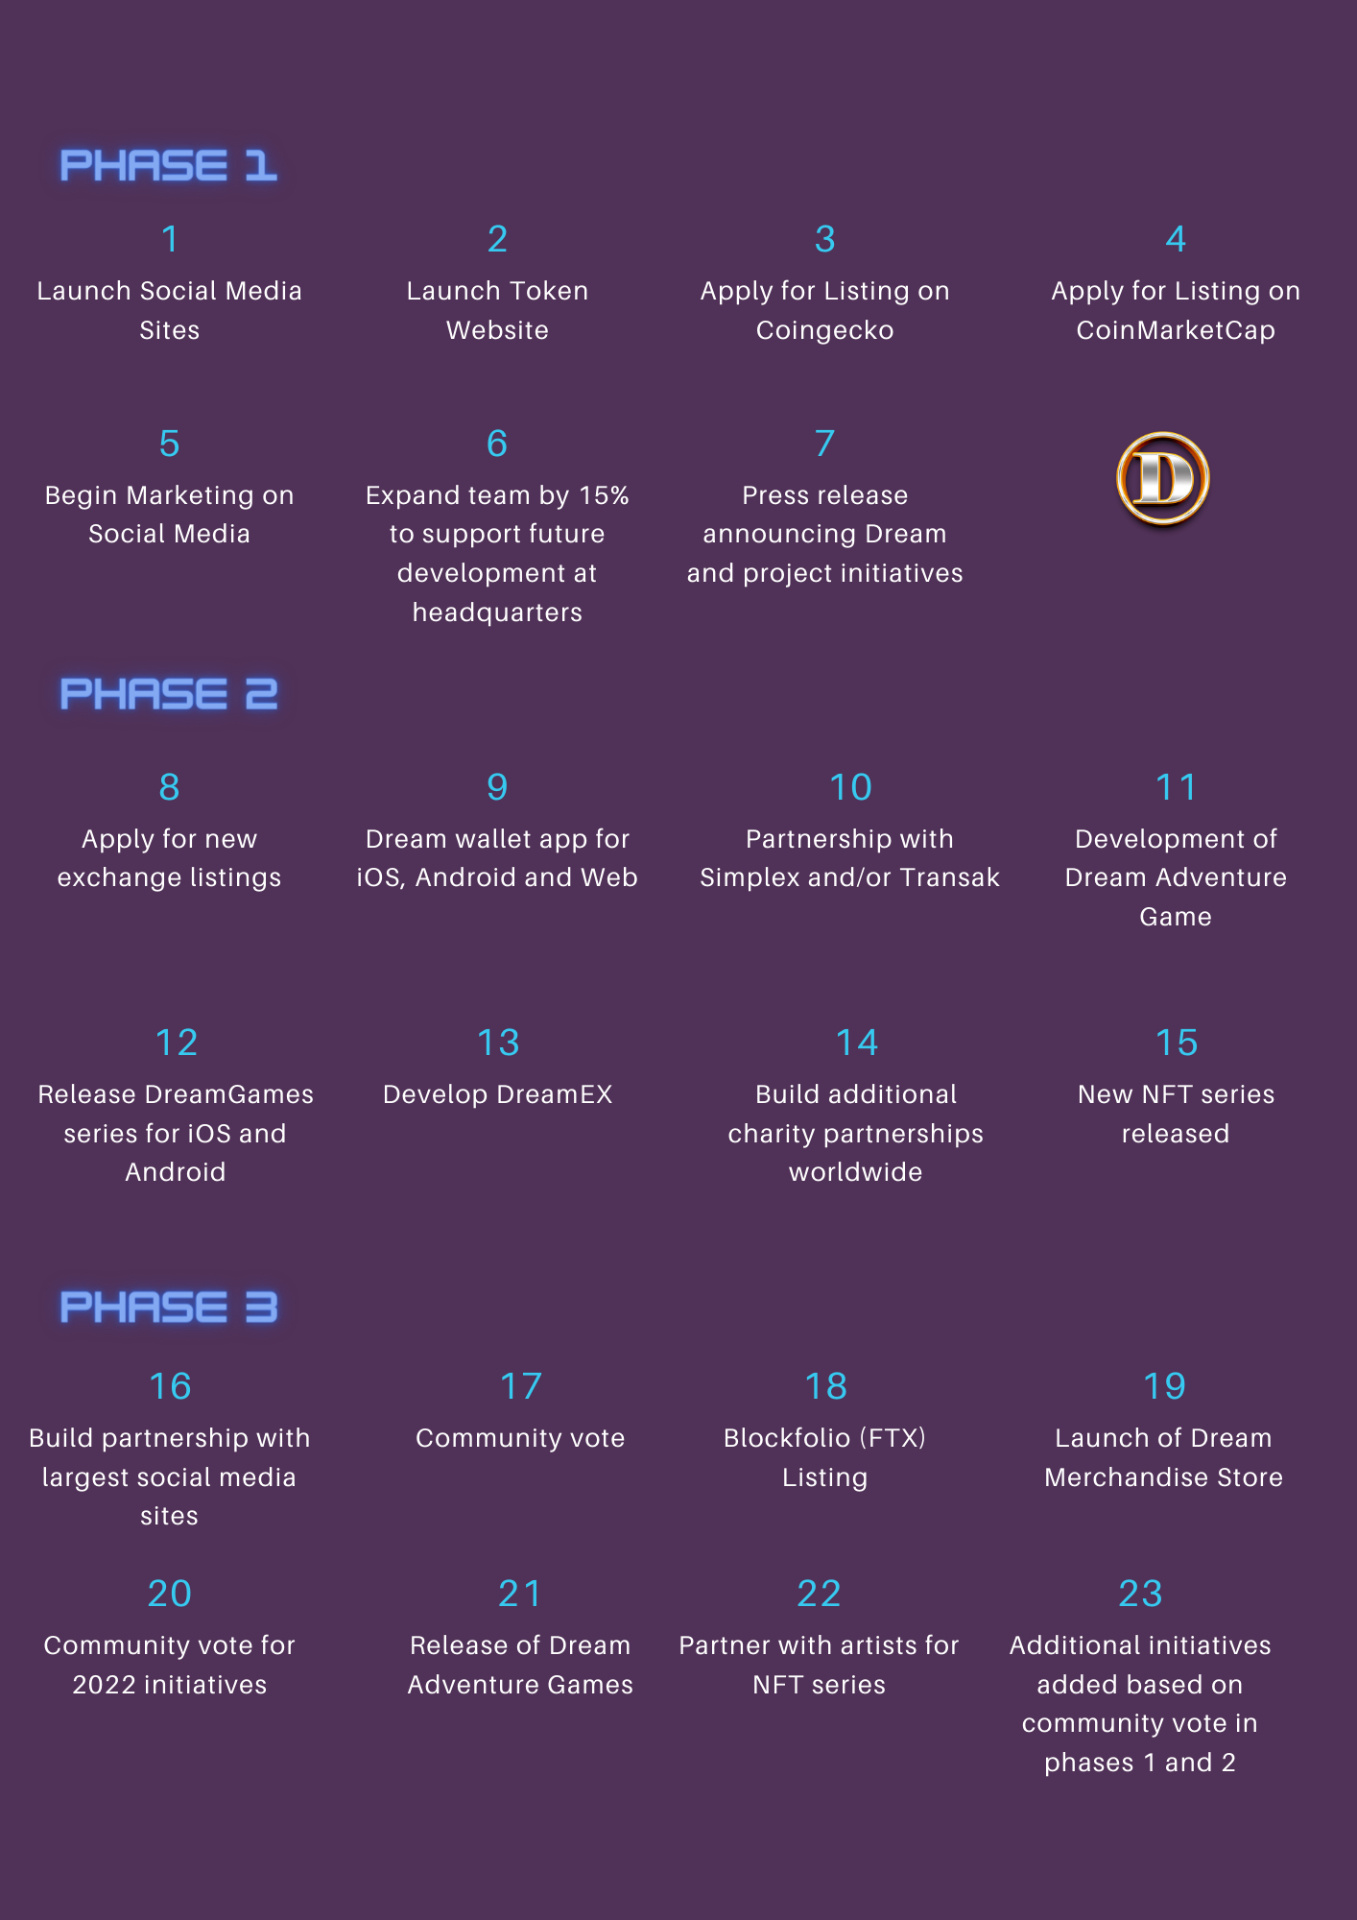 PHASE 1
1
Launch Social Media
Sites
2
Launch Token
Website
3
Apply for Listing on
Coingecko
4
Apply for Listing on
CoinMarketCap
5
Begin Marketing on
Social Media
6
Expand team by 15%
to support future
development at
headquarters
7
Press release
announcing Dream
and project initiatives
D
PHASE 2
8
Apply for new
exchange listings
9
Dream wallet app for
iOS, Android and Web
10
Partnership with
Simplex and/or Transak
11
Development of
Dream Adventure
Game
12
Release DreamGames
series for iOS and
Android
13
Develop DreamEX
14
Build additional
charity partnerships
worldwide
15
New NFT series
released
PHASE 3
16
Build partnership with
largest social media
sites
17
Community vote
18
Blockfolio (FTX)
Listing
19
Launch of Dream
Merchandise Store
20
Community vote for
2022 initiatives
21
Release of Dream
Adventure Games
22
Partner with artists for
NFT series
23
Additional initiatives
added based on
community vote in
phases 1 and 2